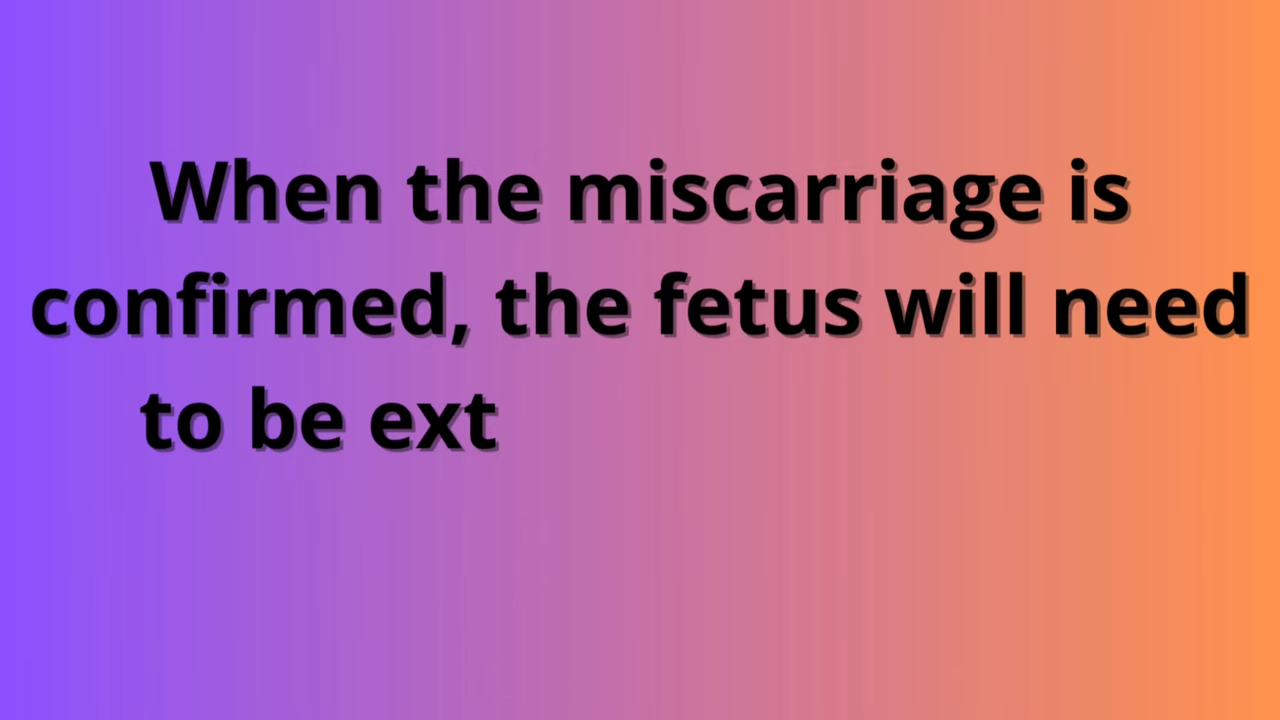 When the miscarriage is
confirmed, the fetus will need
to be ext